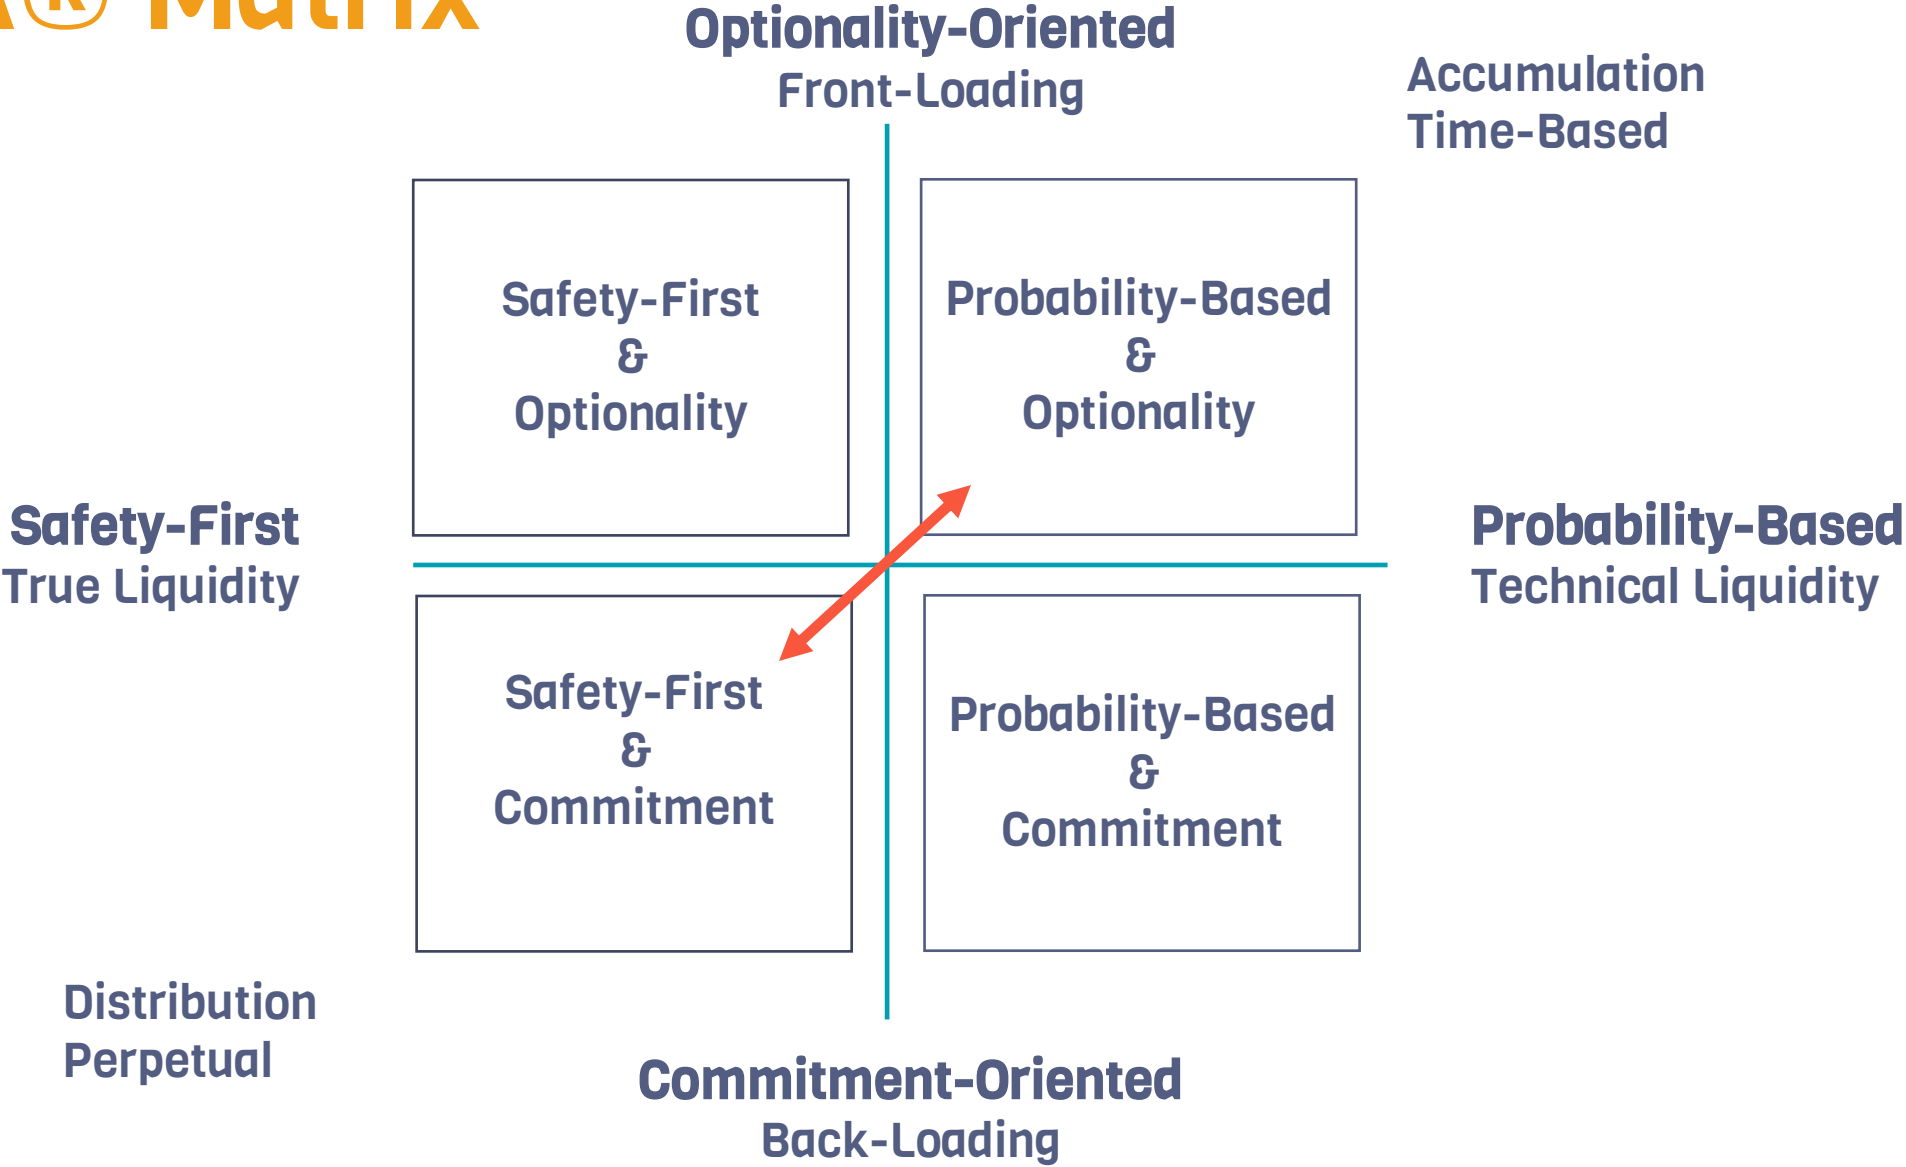 ® Matrix
Optionality-Oriented
Front-Loading
Accumulation
Time-Based
Safety-First
&
Optionality
Probability-Based
&
Optionality
Safety-First
True Liquidity
Probability-Based
Technical Liquidity
Safety-First
&
Commitment
Probability-Based
&
Commitment
Distribution
Perpetual
Commitment-Oriented
Back-Loading